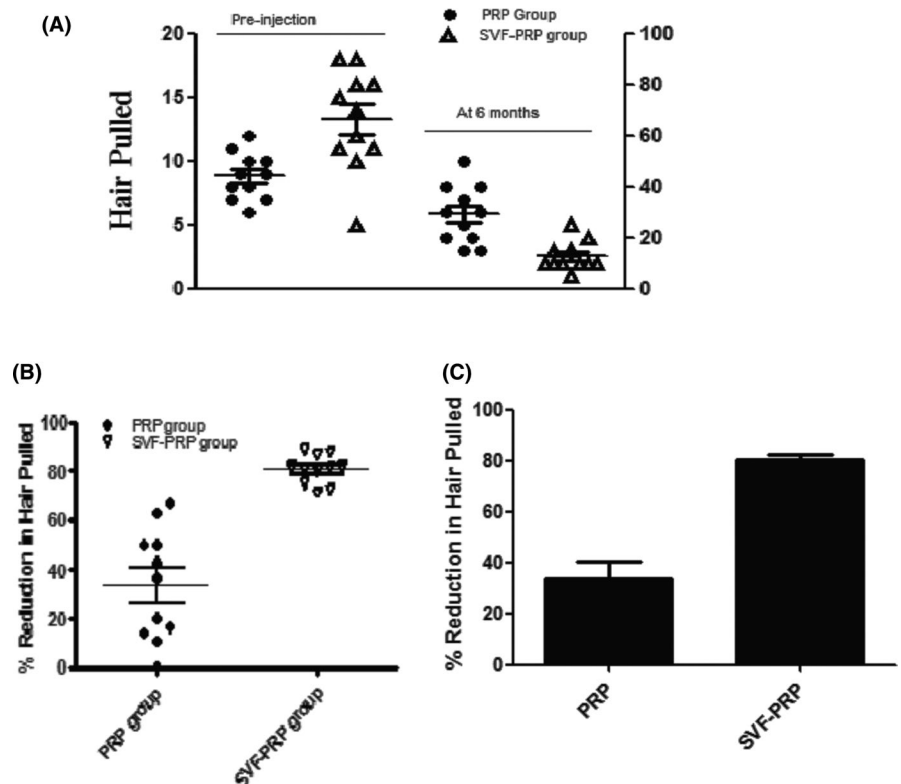 (A)
Pre-injection
PRP Group
SVF-PRP group
At 6 months
Hair Pulled
20
15
10
5
0
100
80
60
40
20
0
(B)
PRP group
SVF-PRP group
% Reduction in Hair Pulled
100
80
60
40
20
0
PRP group
SVF-PRP group
(C)
% Reduction in Hair Pulled
100
80
60
40
20
0
PRP
SVF-PRP